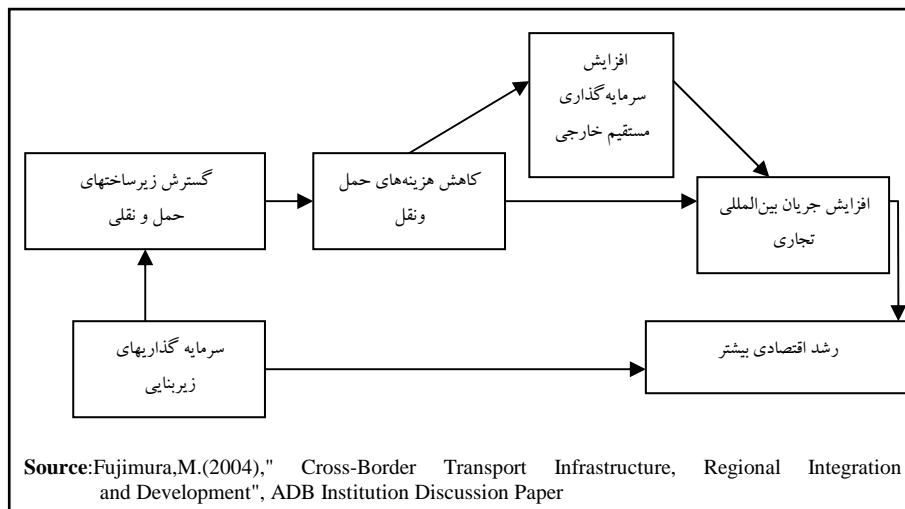 افزایش
سرمایه‌گذاری
مستقیم خارجی
گسترش زیرساختهای
حمل و نقلی
کاهش هزینه‌های حمل
ونقل
افزایش جریان بین‌المللی
تجاری
سرمایه گذاریهای
زیربنایی
رشد اقتصادی بیشتر
Source:Fujimura,M.(2004)," Cross-Border Transport Infrastructure, Regional Integration
and Development", ADB Institution Discussion Paper